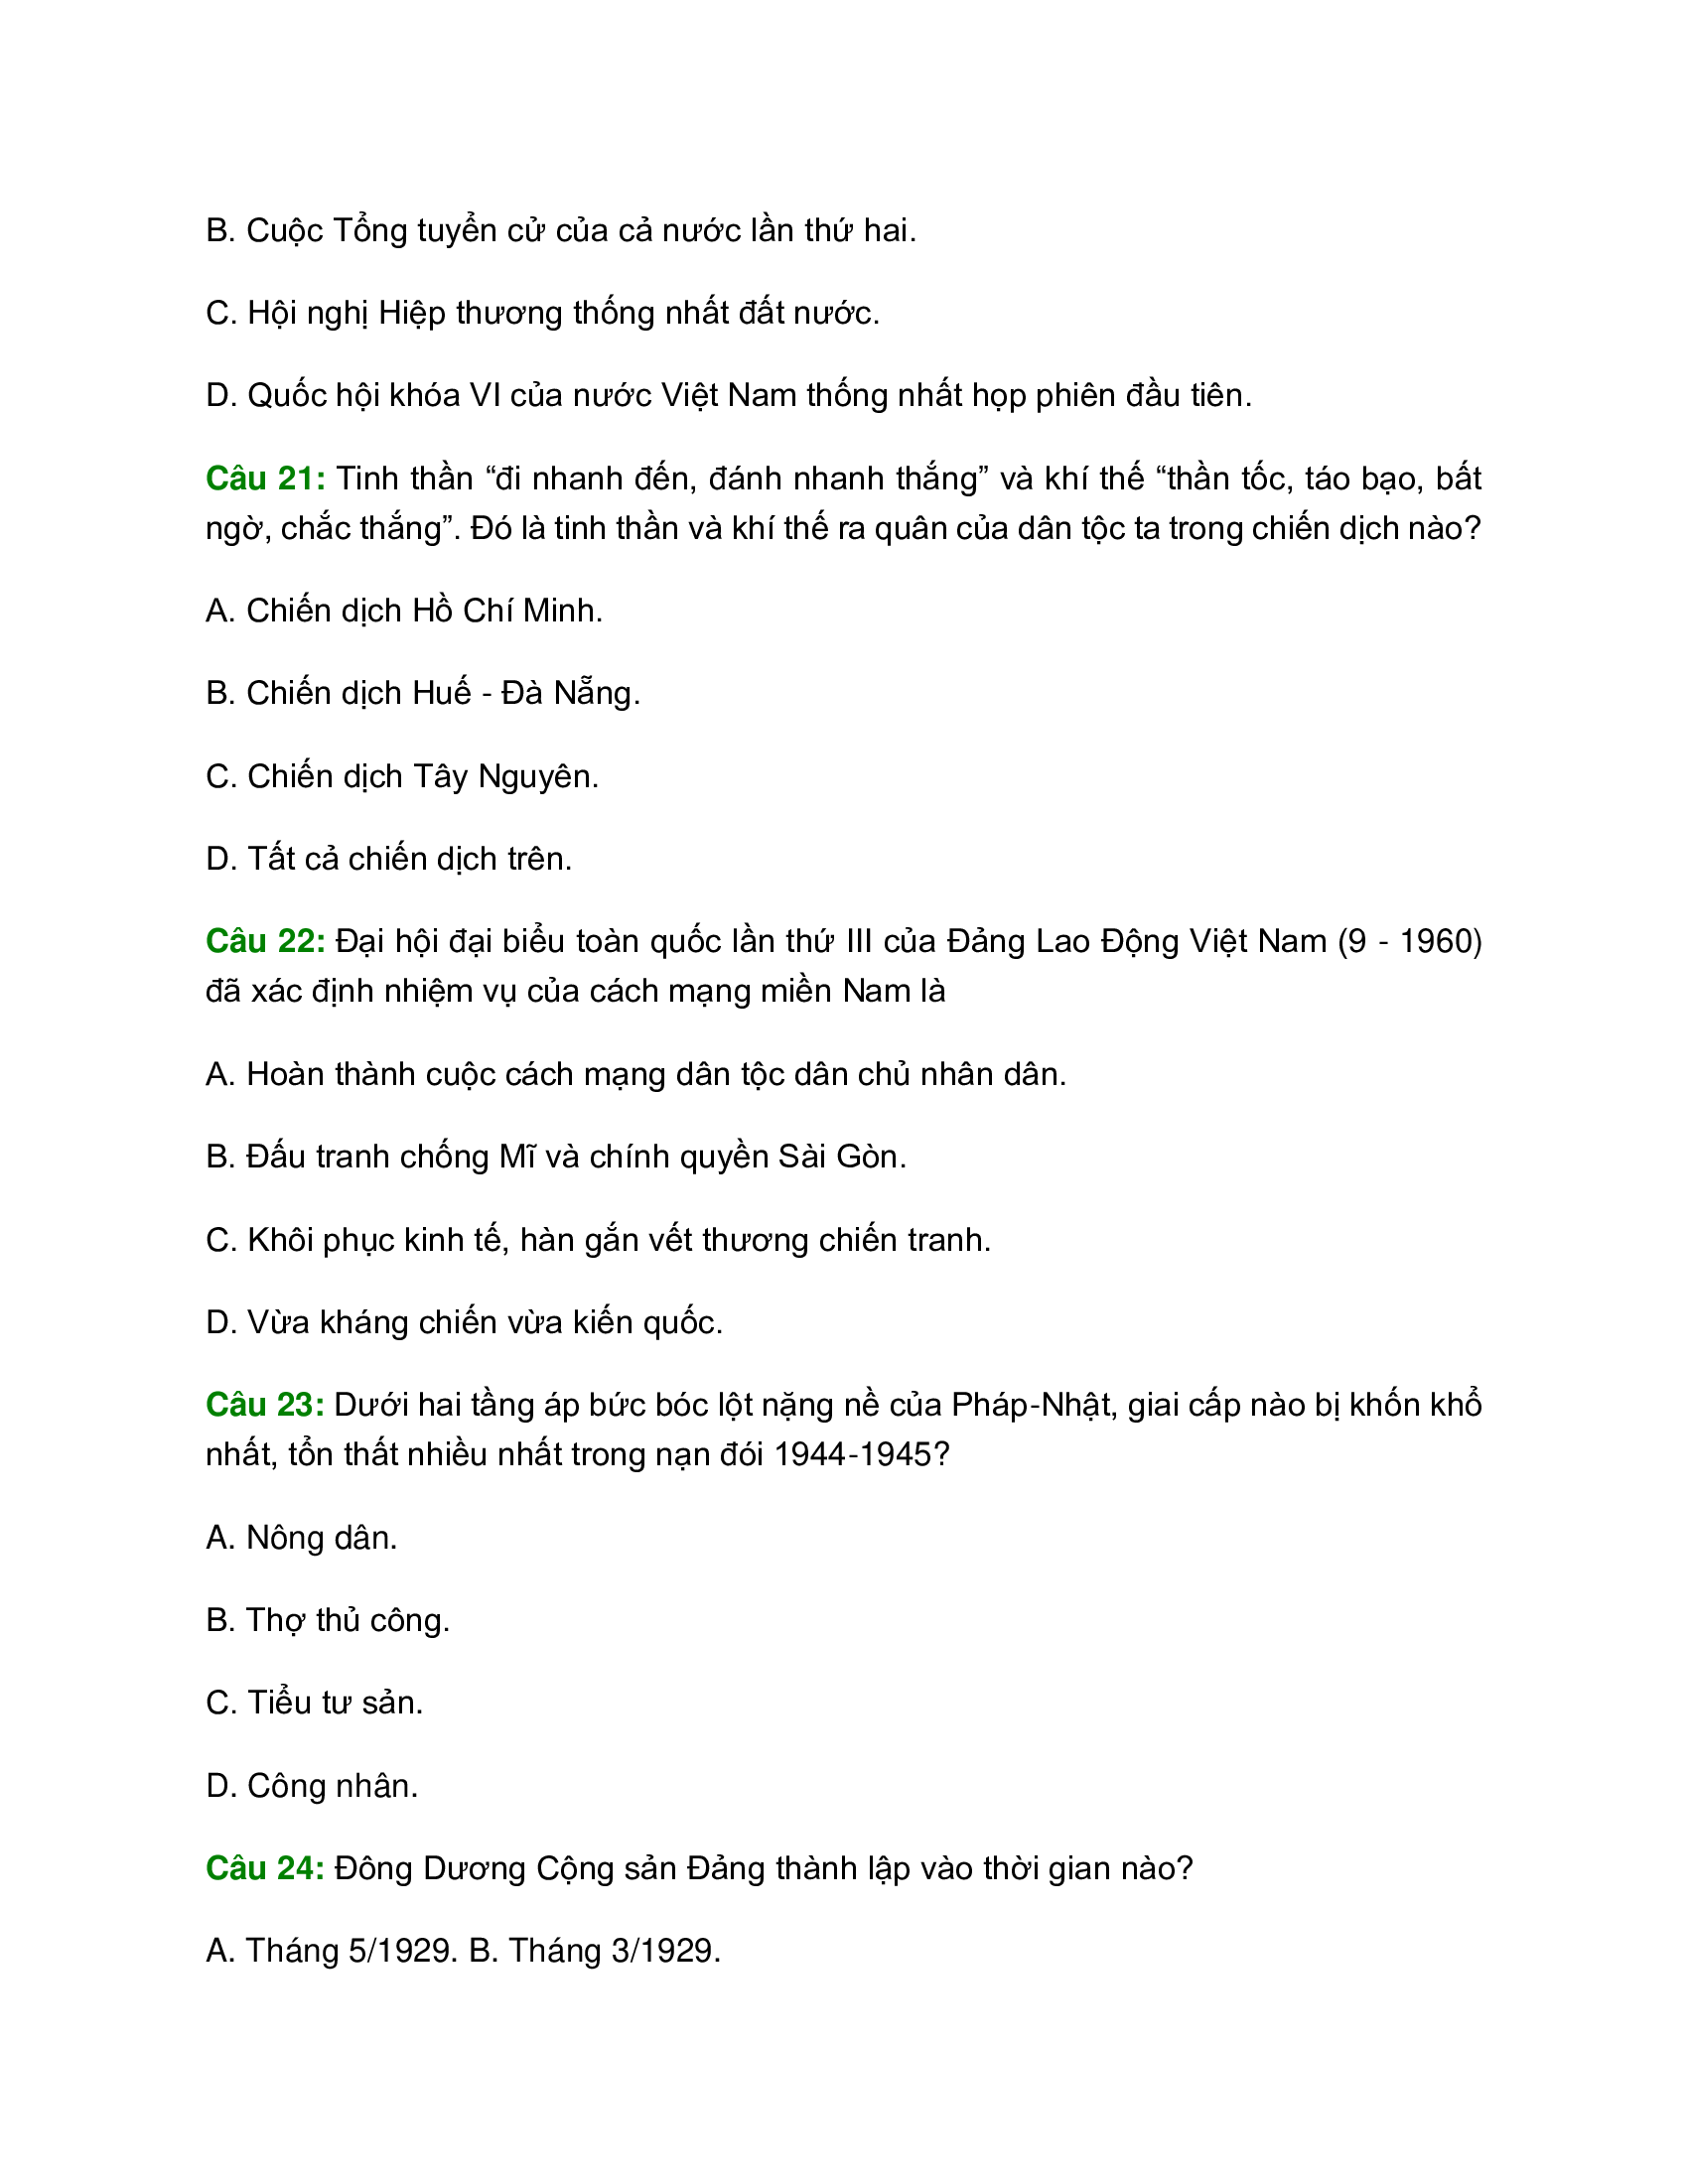 B. Cuộc Tổng tuyển cử của cả nước lần thứ hai.
C. Hội nghị Hiệp thương thống nhất đất nước.
D. Quốc hội khóa VI của nước Việt Nam thống nhất họp phiên đầu tiên.
Câu 21: Tinh thần “đi nhanh đến, đánh nhanh thắng” và khí thế “thần tốc, táo bạo, bất
ngờ, chắc thắng”. Đó là tinh thần và khí thế ra quân của dân tộc ta trong chiến dịch nào?
A. Chiến dịch Hồ Chí Minh.
B. Chiến dịch Huế - Đà Nẵng.
C. Chiến dịch Tây Nguyên.
D. Tất cả chiến dịch trên.
Câu 22: Đại hội đại biểu toàn quốc lần thứ III của Đảng Lao Động Việt Nam (9 - 1960)
đã xác định nhiệm vụ của cách mạng miền Nam là
A. Hoàn thành cuộc cách mạng dân tộc dân chủ nhân dân.
B. Đấu tranh chống Mĩ và chính quyền Sài Gòn.
C. Khôi phục kinh tế, hàn gắn vết thương chiến tranh.
D. Vừa kháng chiến vừa kiến quốc.
Câu 23: Dưới hai tầng áp bức bóc lột nặng nề của Pháp-Nhật, giai cấp nào bị khốn khổ
nhất, tổn thất nhiều nhất trong nạn đói 1944-1945?
A. Nông dân.
B. Thợ thủ công.
C. Tiểu tư sản.
D. Công nhân.
Câu 24: Đông Dương Cộng sản Đảng thành lập vào thời gian nào?
A. Tháng 5/1929. B. Tháng 3/1929.